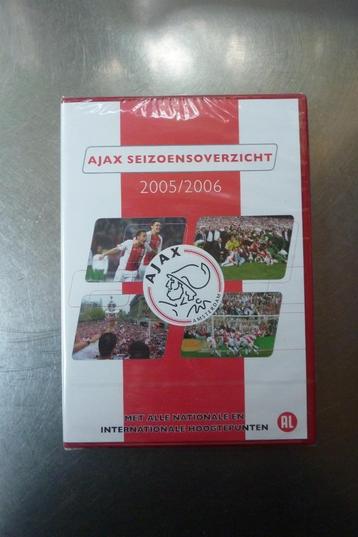 AJAX SEIZOENSOVERZICHT
2005/2006
AJAX
AMSTERDAM
MET ALLE NATIONALE EN
INTERNATIONALE HOOGTEPUNTEN
AL